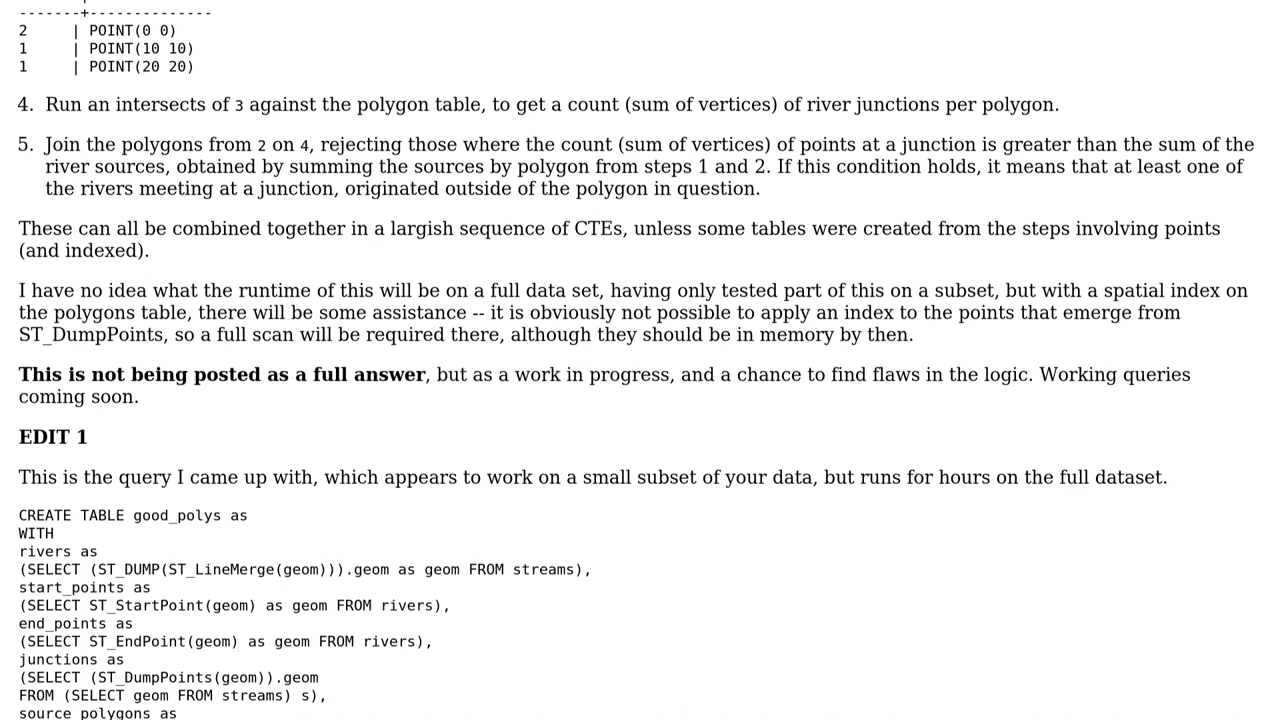 -------+--------------
2      | POINT(0 0)
1      | POINT(10 10)
1      | POINT(20 20)
4. Run an intersects of 3 against the polygon table, to get a count (sum of vertices) of river junctions per polygon.
5. Join the polygons from 2 on 4, rejecting those where the count (sum of vertices) of points at a junction is greater than the sum of the
river sources, obtained by summing the sources by polygon from steps 1 and 2. If this condition holds, it means that at least one of
the rivers meeting at a junction, originated outside of the polygon in question.
These can all be combined together in a largish sequence of CTEs, unless some tables were created from the steps involving points
(and indexed).
I have no idea what the runtime of this will be on a full data set, having only tested part of this on a subset, but with a spatial index on
the polygons table, there will be some assistance -- it is obviously not possible to apply an index to the points that emerge from
ST_DumpPoints, so a full scan will be required there, although they should be in memory by then.
This is not being posted as a full answer, but as a work in progress, and a chance to find flaws in the logic. Working queries
coming soon.
EDIT 1
This is the query I came up with, which appears to work on a small subset of your data, but runs for hours on the full dataset.
CREATE TABLE good_polys as
WITH
rivers as
(SELECT (ST_DUMP(ST_LineMerge(geom))).geom as geom FROM streams),
start_points as
(SELECT ST_StartPoint(geom) as geom FROM rivers),
end_points as
(SELECT ST_EndPoint(geom) as geom FROM rivers),
junctions as
(SELECT (ST_DumpPoints(geom)).geom
FROM (SELECT geom FROM streams) s),
source_polygons as